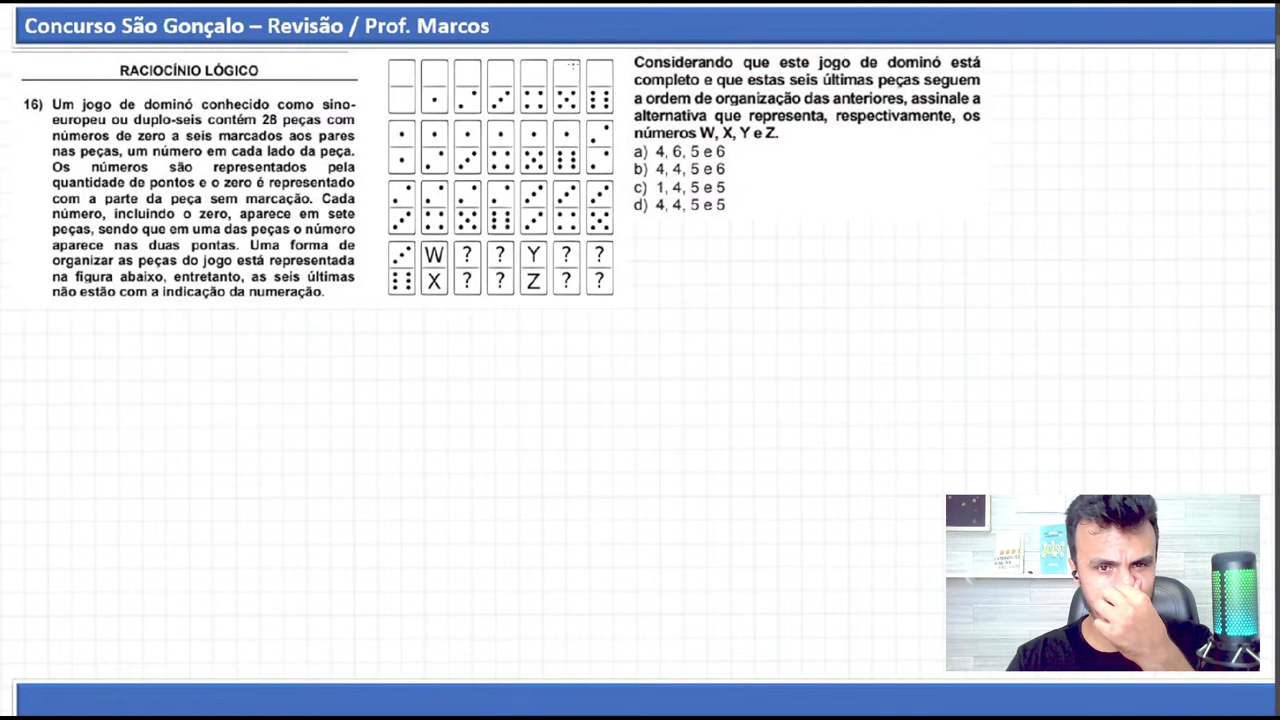 Concurso São Gonçalo – Revisão / Prof. Marcos
RACIOCÍNIO LÓGICO
16) Um jogo de dominó conhecido como sino-
europeu ou duplo-seis contém 28 peças com
números de zero a seis marcados aos pares
nas peças, um número em cada lado da peça.
Os números são representados pela
quantidade de pontos e o zero é representado
com a parte da peça sem marcação. Cada
número, incluindo o zero, aparece em sete
peças, sendo que em uma das peças o número
aparece nas duas pontas. Uma forma de
organizar as peças do jogo está representada
na figura abaixo, entretanto, as seis últimas
não estão com a indicação da numeração.
W ? ? Y ? ?
X ? ? Z ? ?
Considerando que este jogo de dominó está
completo e que estas seis últimas peças seguem
a ordem de organização das anteriores, assinale a
alternativa que representa, respectivamente, os
números W, X, Y e Z.
a) 4, 6, 5 e 6
b) 4, 4, 5 e 6
c) 1, 4, 5 e 5
d) 4, 4, 5 e 5